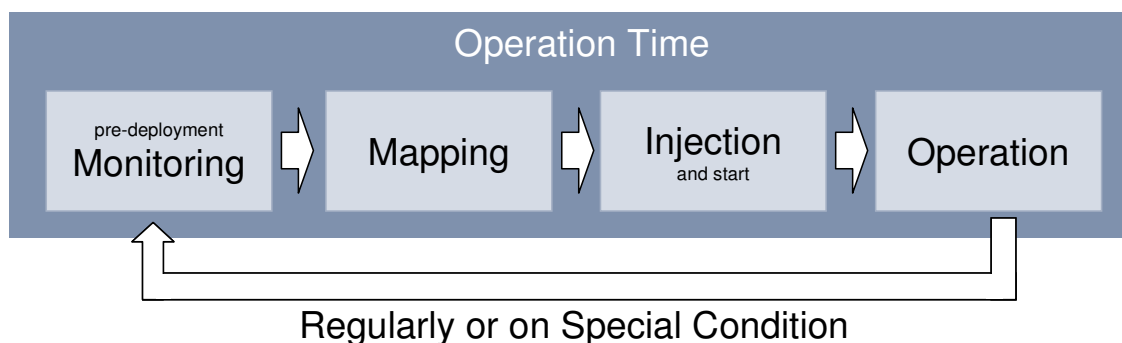 Operation Time
pre-deployment
Monitoring
Mapping
Injection
and start
Operation
Regularly or on Special Condition